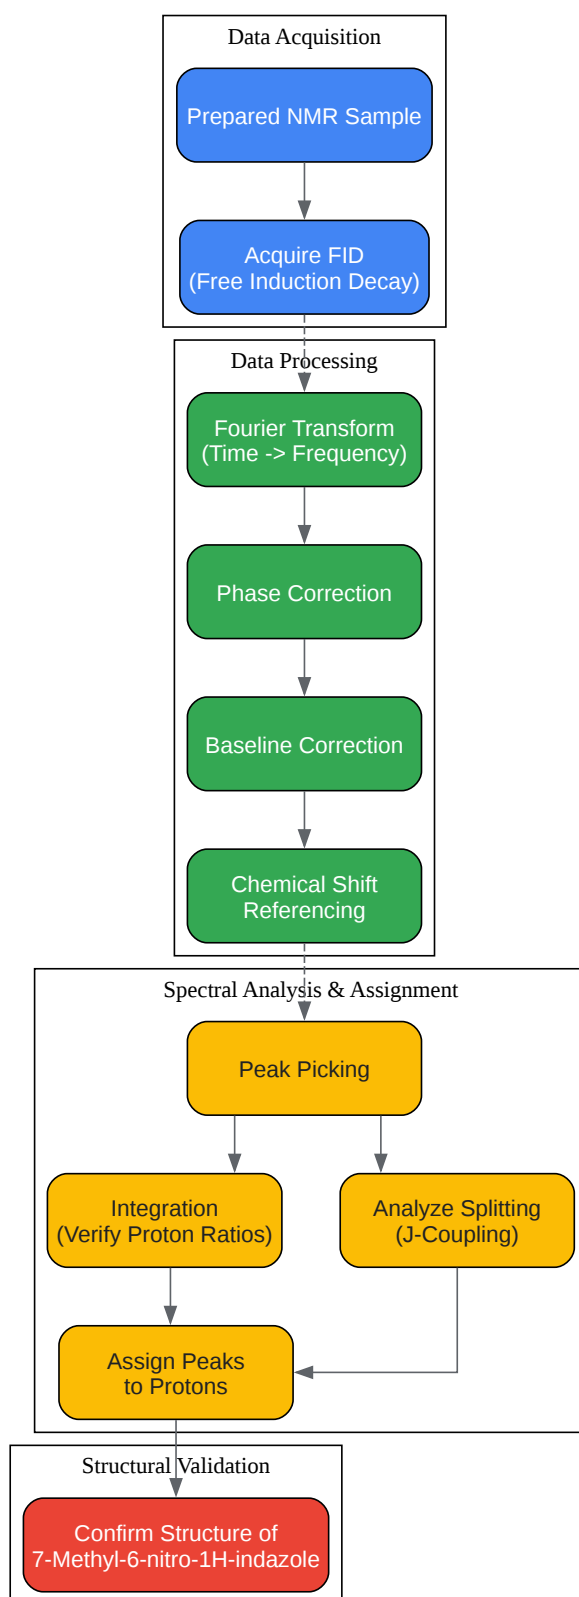 Data Acquisition
Prepared NMR Sample
Acquire FID
(Free Induction Decay)
Data Processing
Fourier Transform
(Time -> Frequency)
Phase Correction
Baseline Correction
Chemical Shift
Referencing
Spectral Analysis & Assignment
Peak Picking
Integration
(Verify Proton Ratios)
Analyze Splitting
(J-Coupling)
Assign Peaks
to Protons
Structural Validation
Confirm Structure of
7-Methyl-6-nitro-1H-indazole